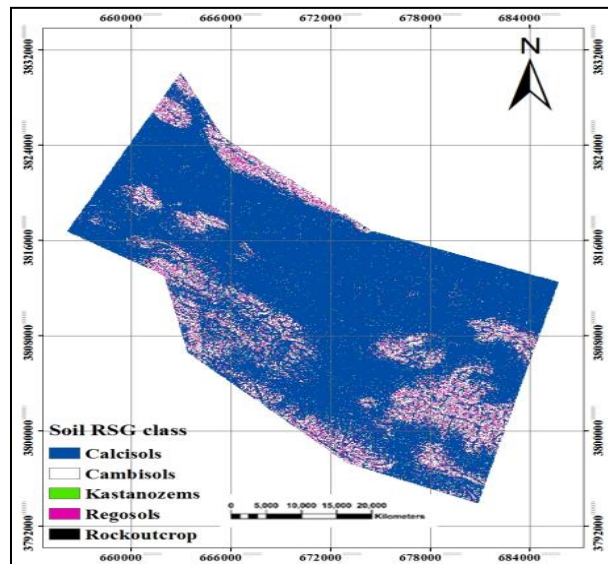 660000 666000 672000 678000 684000
N
3832000 3832000
3824000 3824000
3816000 3816000
3808000 3808000
3800000 3800000
3792000 3792000
Soil RSG class
Calcisols
Cambisols
Kastanozems
Regosols
Rockoutcrop
0 5,000 10,000 15,000 20,000
Kilometers
660000 666000 672000 678000 684000